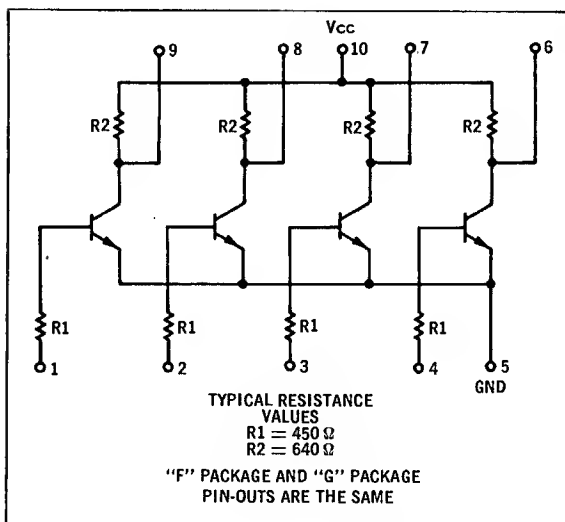 Vcc
9 8 10 7 6
R2 R2 R2 R2
R1 R1 R1 R1
1 2 3 4 5
GND
TYPICAL RESISTANCE
VALUES
R1 = 450 Ω
R2 = 640 Ω
"F" PACKAGE AND "G" PACKAGE
PIN-OUTS ARE THE SAME